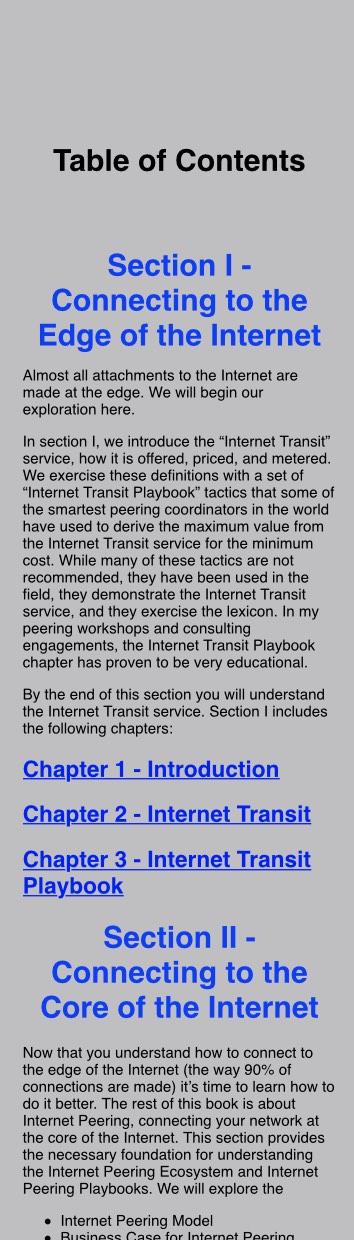 Table of Contents
Section I -
Connecting to the
Edge of the Internet
Almost all attachments to the Internet are
made at the edge. We will begin our
exploration here.
In section I, we introduce the “Internet Transit”
service, how it is offered, priced, and metered.
We exercise these definitions with a set of
“Internet Transit Playbook” tactics that some of
the smartest peering coordinators in the world
have used to derive the maximum value from
the Internet Transit service for the minimum
cost. While many of these tactics are not
recommended, they have been used in the
field, they demonstrate the Internet Transit
service, and they exercise the lexicon. In my
peering workshops and consulting
engagements, the Internet Transit Playbook
chapter has proven to be very educational.
By the end of this section you will understand
the Internet Transit service. Section I includes
the following chapters:
Chapter 1 - Introduction
Chapter 2 - Internet Transit
Chapter 3 - Internet Transit
Playbook
Section II -
Connecting to the
Core of the Internet
Now that you understand how to connect to
the edge of the Internet (the way 90% of
connections are made) it’s time to learn how to
do it better. The rest of this book is about
Internet Peering, connecting your network at
the core of the Internet. This section provides
the necessary foundation for understanding
the Internet Peering Ecosystem and Internet
Peering Playbooks. We will explore the
• Internet Peering Model
• Business Case for Internet Peering